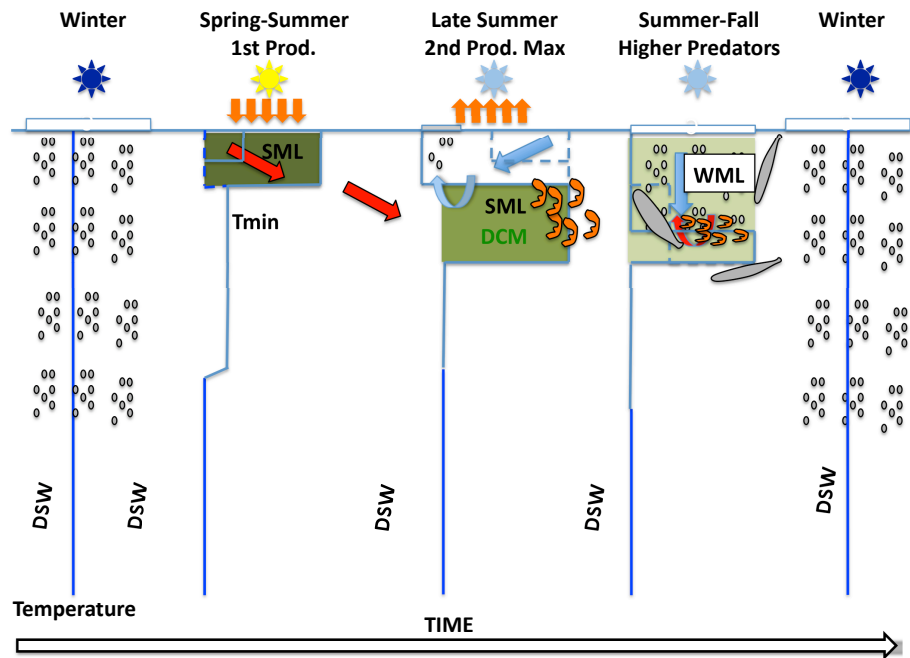 Winter
Spring-Summer
1st Prod.
Late Summer
2nd Prod. Max
Summer-Fall
Higher Predators
Winter
SML
Tmin
SML
DCM
WML
DSW
DSW
DSW
DSW
DSW
Temperature
TIME